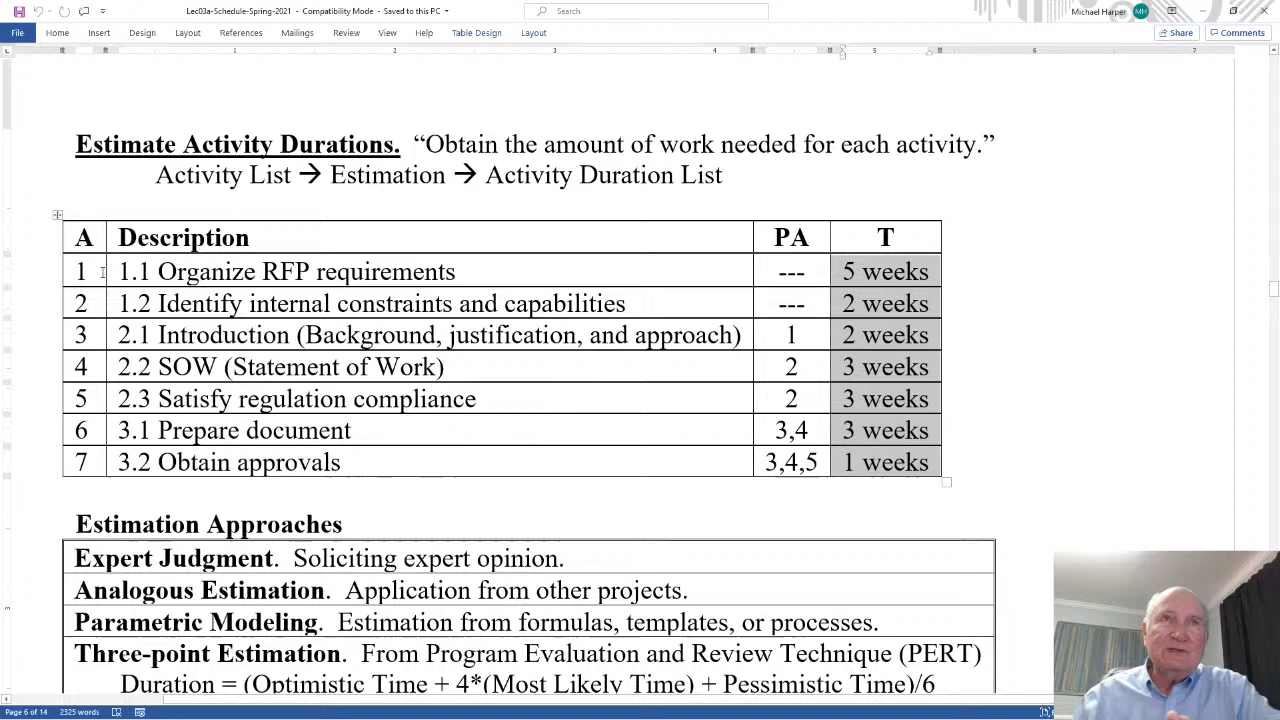 Lec03a-Schedule-Spring-2021 - Compatibility Mode - Saved to this PC
Search
Michael Harper
MH
File Home Insert Design Layout References Mailings Review View Help Table Design Layout
Share
Comments
1 2 3 4 5 6 7
Estimate Activity Durations. “Obtain the amount of work needed for each activity.”
Activity List → Estimation → Activity Duration List
A Description PA T
1 1.1 Organize RFP requirements --- 5 weeks
2 1.2 Identify internal constraints and capabilities --- 2 weeks
3 2.1 Introduction (Background, justification, and approach) 1 2 weeks
4 2.2 SOW (Statement of Work) 2 3 weeks
5 2.3 Satisfy regulation compliance 2 3 weeks
6 3.1 Prepare document 3,4 3 weeks
7 3.2 Obtain approvals 3,4,5 1 weeks
Estimation Approaches
Expert Judgment. Soliciting expert opinion.
Analogous Estimation. Application from other projects.
Parametric Modeling. Estimation from formulas, templates, or processes.
Three-point Estimation. From Program Evaluation and Review Technique (PERT)
Duration = (Optimistic Time + 4*(Most Likely Time) + Pessimistic Time)/6
Page 6 of 14 2325 words